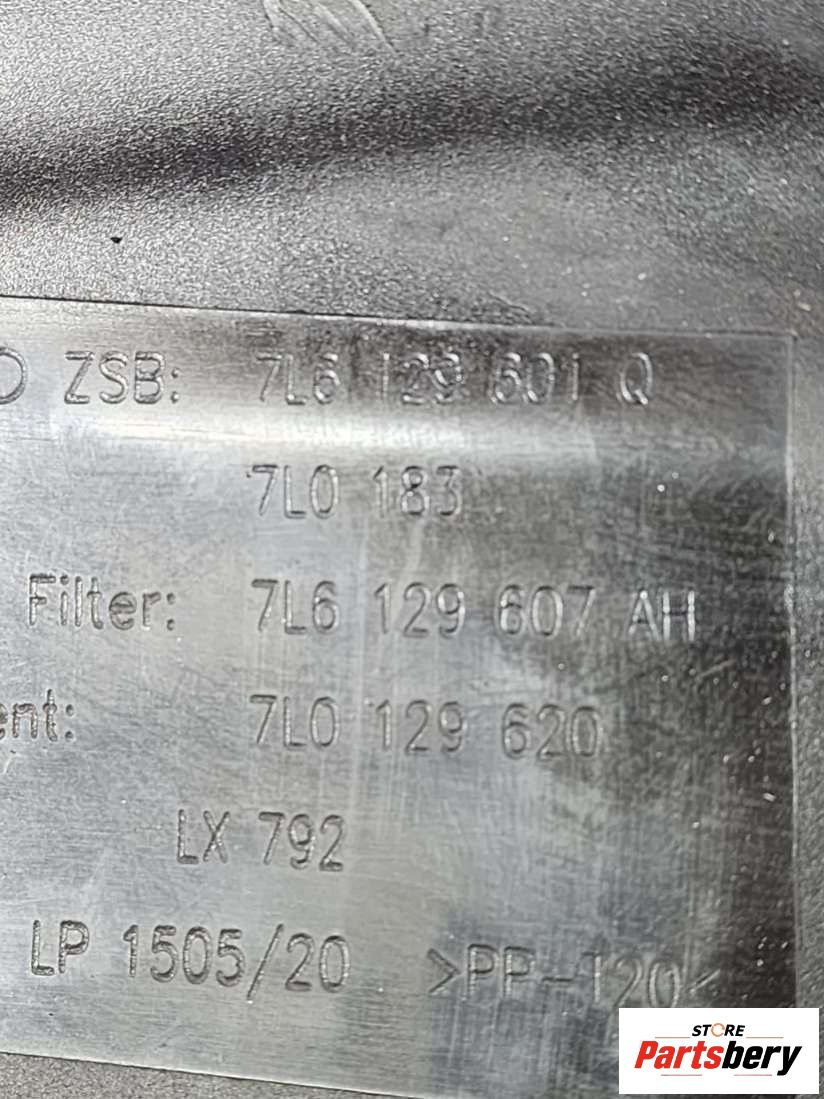 ZSB: 7L6 129 601 Q
7L0 183
Filter: 7L6 129 607 AH
7L0 129 620
LX 792
LP 1505/20 >PP-T20<
STORE
Partsbery